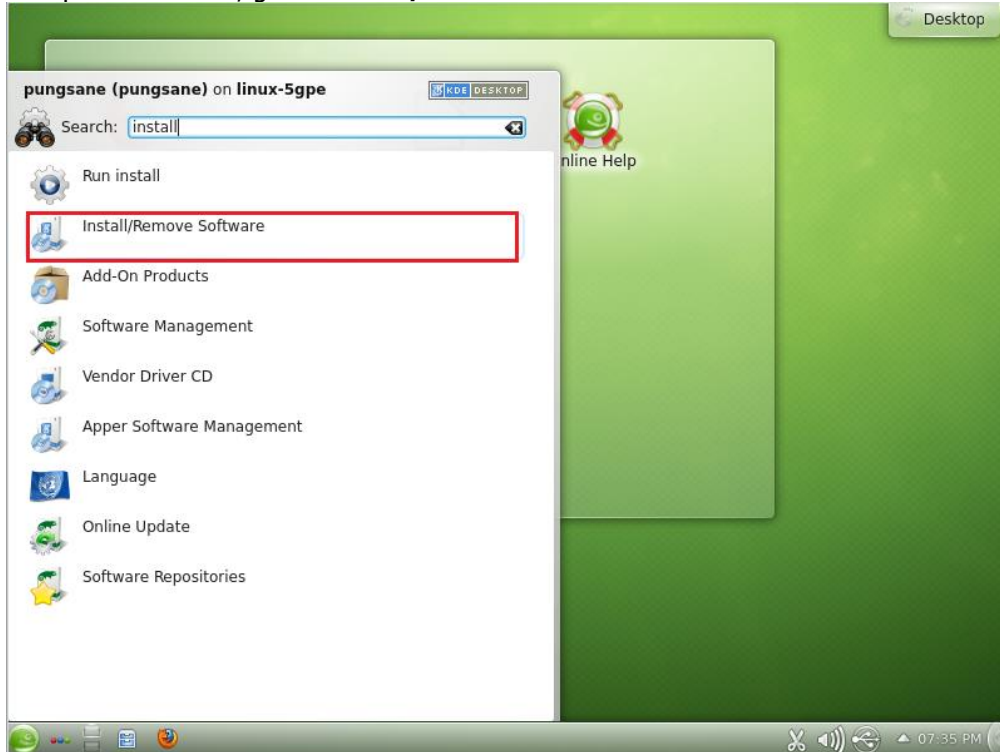 Desktop
pungsane (pungsane) on linux-5gpe
KDE DESKTOP
Search: install
nline Help
Run install
Install/Remove Software
Add-On Products
Software Management
Vendor Driver CD
Apper Software Management
Language
Online Update
Software Repositories
07:35 PM